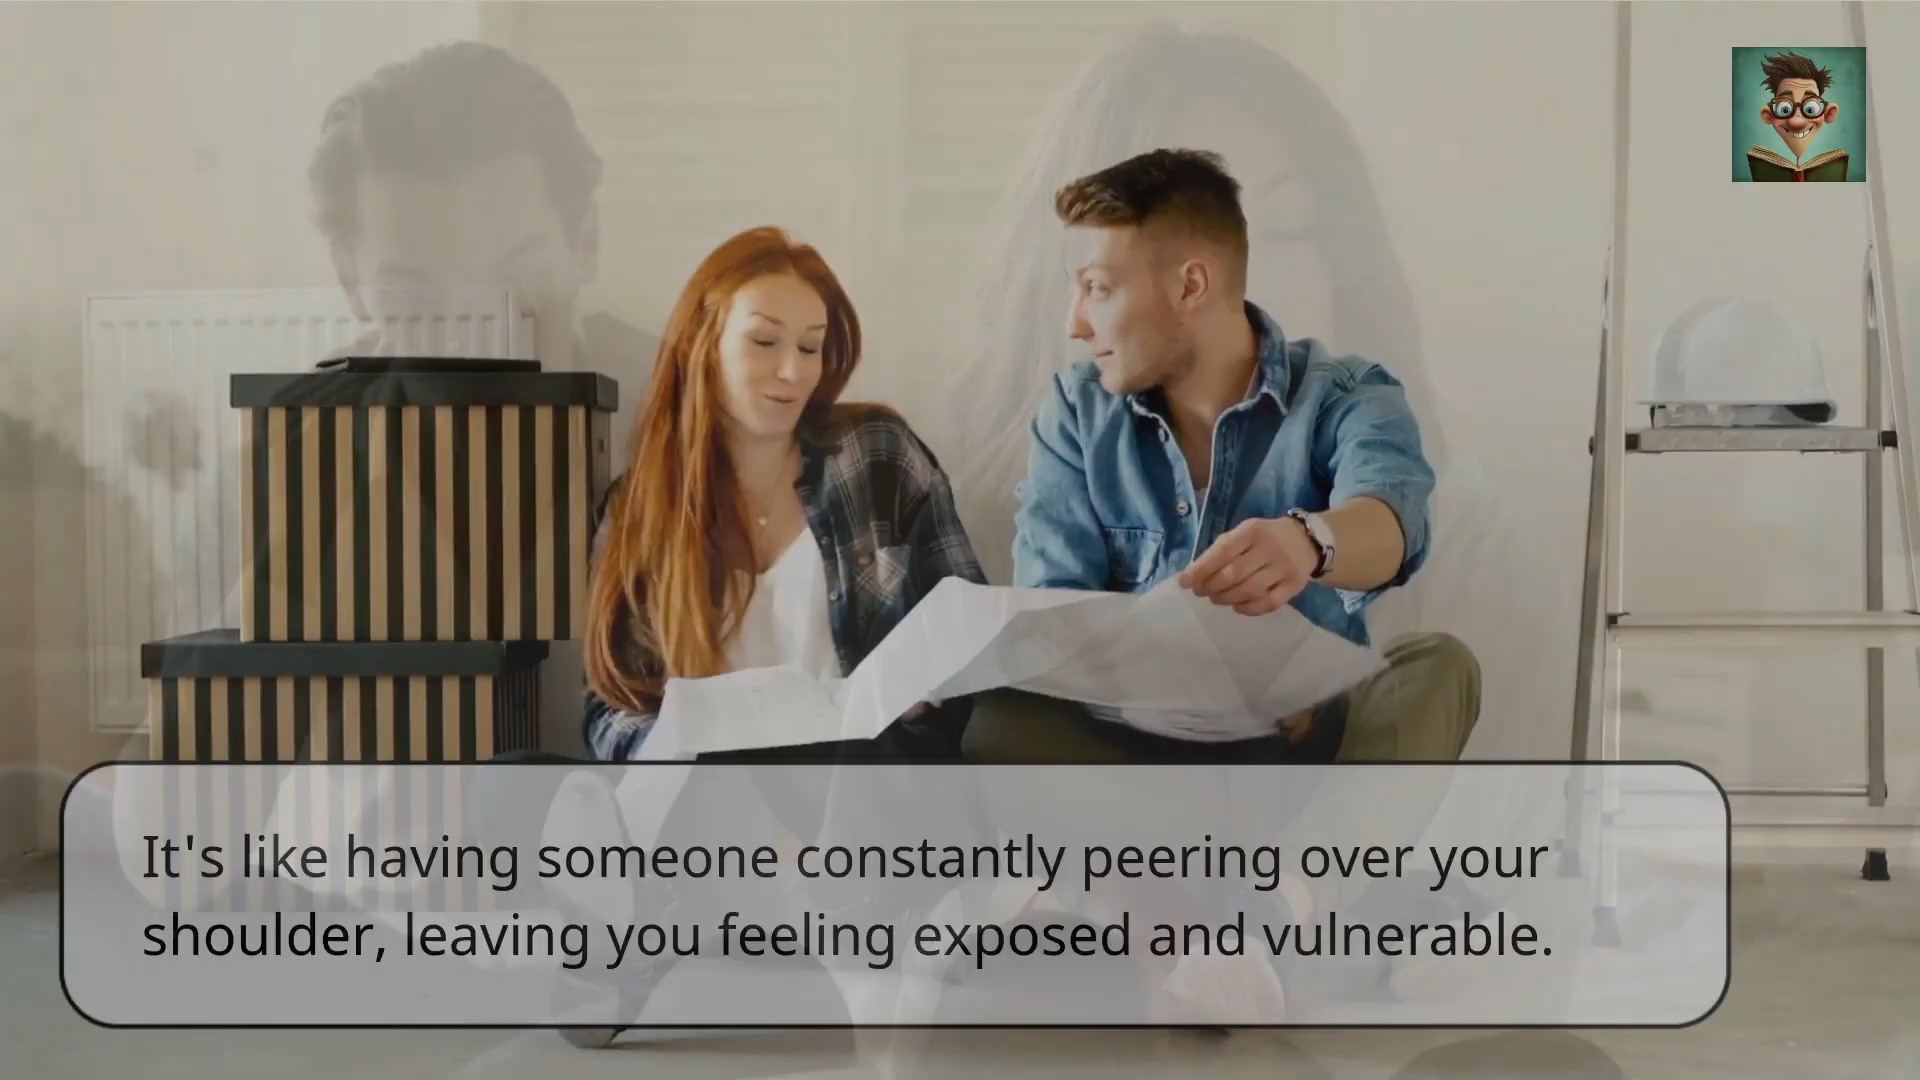 It's like having someone constantly peering over your
shoulder, leaving you feeling exposed and vulnerable.